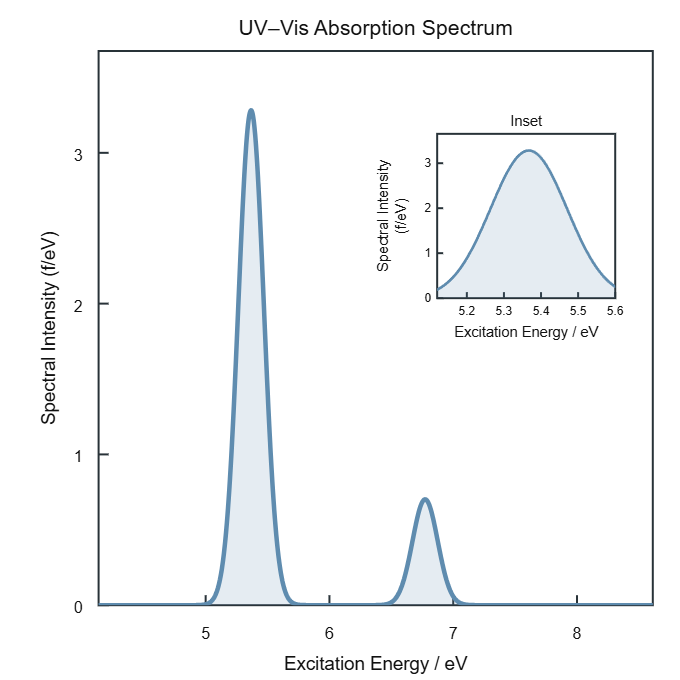 UV–Vis Absorption Spectrum
Spectral Intensity (f/eV)
3
2
1
0
5 6 7 8
Excitation Energy / eV
Inset
Spectral Intensity
(f/eV)
3
2
1
0
5.2 5.3 5.4 5.5 5.6
Excitation Energy / eV